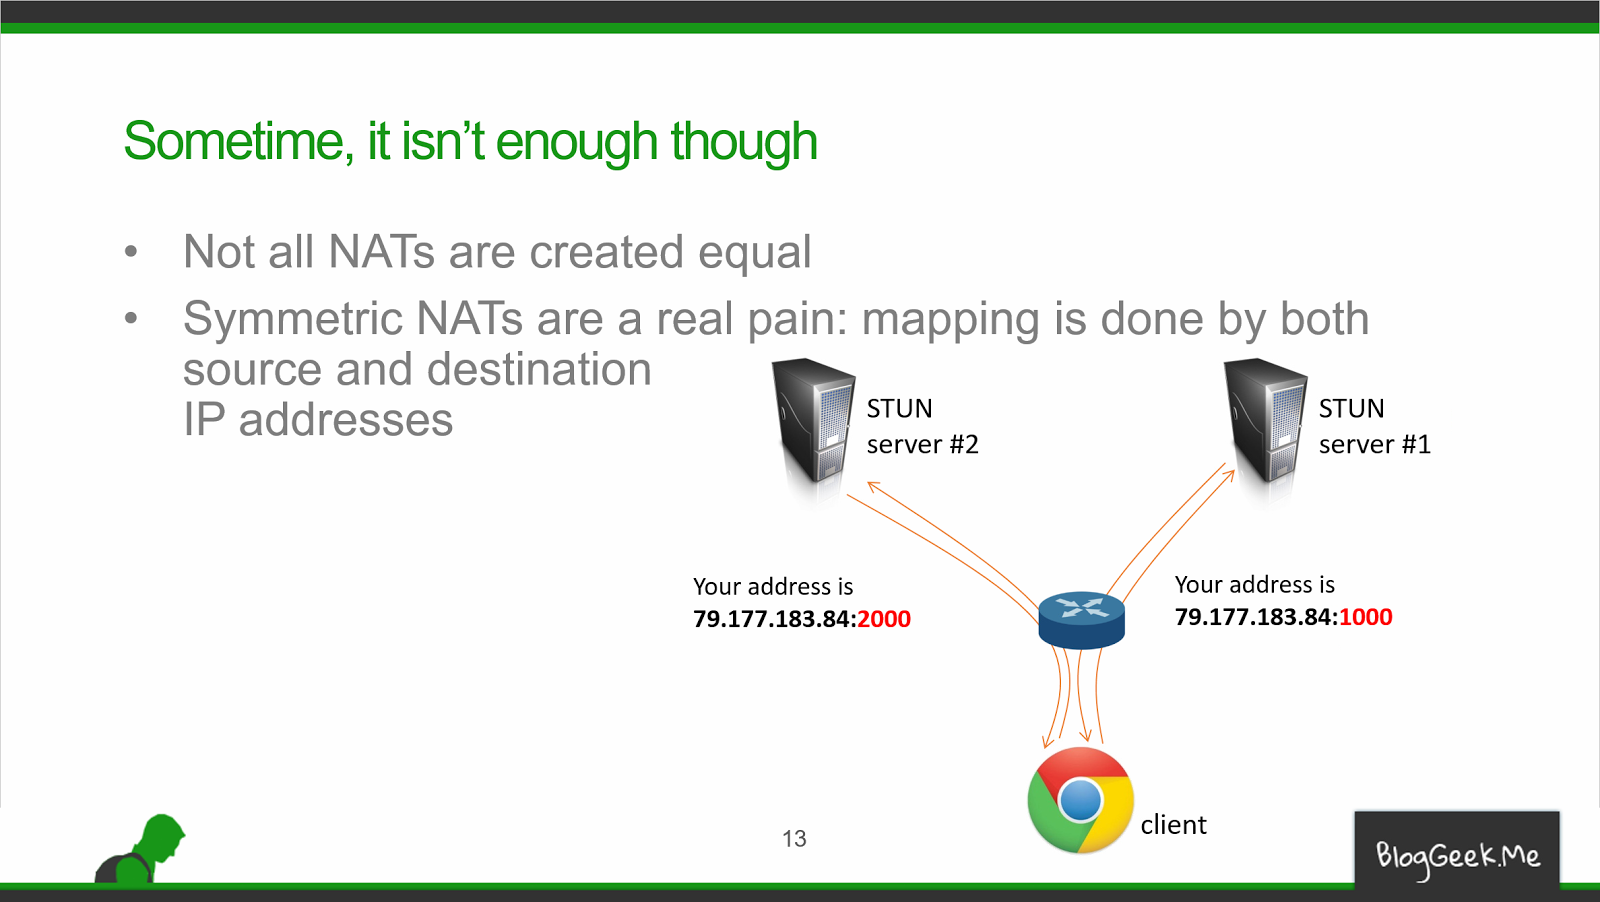 Sometime, it isn’t enough though
• Not all NATs are created equal
• Symmetric NATs are a real pain: mapping is done by both
source and destination
IP addresses
STUN
server #2
STUN
server #1
Your address is
79.177.183.84:2000
Your address is
79.177.183.84:1000
client
13
BlogGeek.Me